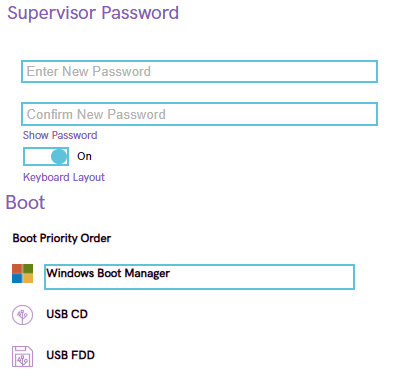 Supervisor Password
Enter New Password
Confirm New Password
Show Password
On
Keyboard Layout
Boot
Boot Priority Order
Windows Boot Manager
USB CD
USB FDD